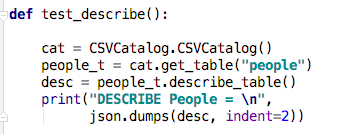 def test_describe():
cat = CSVCatalog.CSVCatalog()
people_t = cat.get_table("people")
desc = people_t.describe_table()
print("DESCRIBE People = \n",
json.dumps(desc, indent=2))